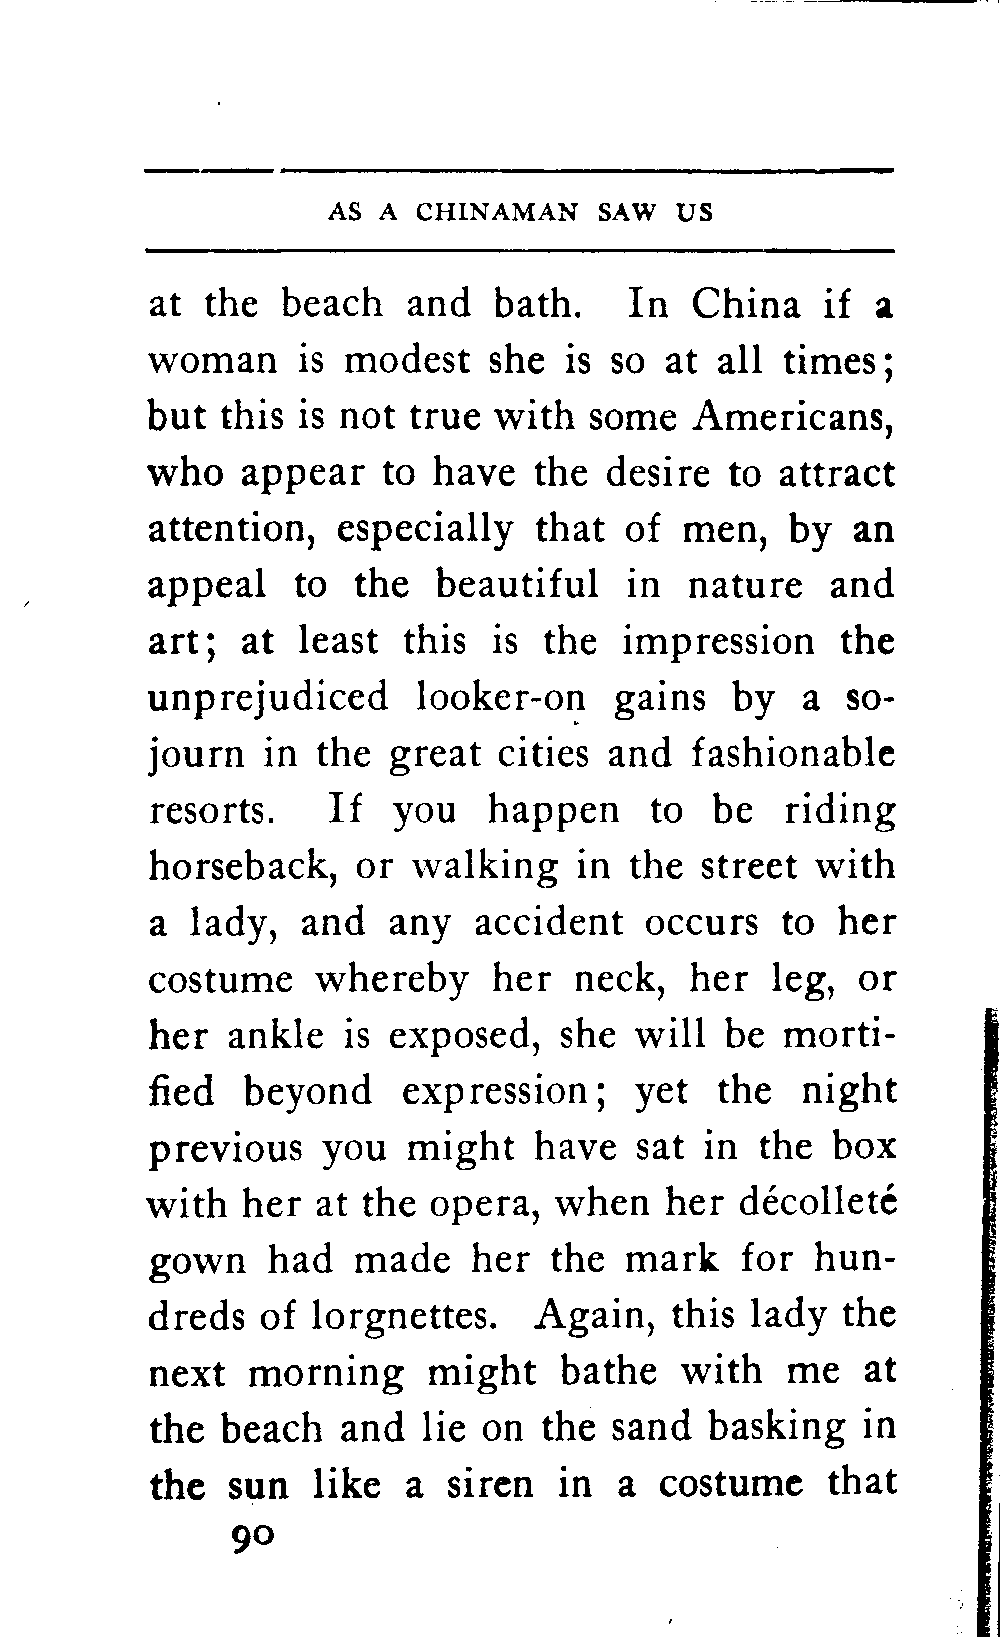 AS A CHINAMAN SAW US
at the beach and bath. In China if a
woman is modest she is so at all times;
but this is not true with some Americans,
who appear to have the desire to attract
attention, especially that of men, by an
appeal to the beautiful in nature and
art; at least this is the impression the
unprejudiced looker-on gains by a so-
journ in the great cities and fashionable
resorts. If you happen to be riding
horseback, or walking in the street with
a lady, and any accident occurs to her
costume whereby her neck, her leg, or
her ankle is exposed, she will be morti-
fied beyond expression; yet the night
previous you might have sat in the box
with her at the opera, when her décolleté
gown had made her the mark for hun-
dreds of lorgnettes. Again, this lady the
next morning might bathe with me at
the beach and lie on the sand basking in
the sun like a siren in a costume that
90